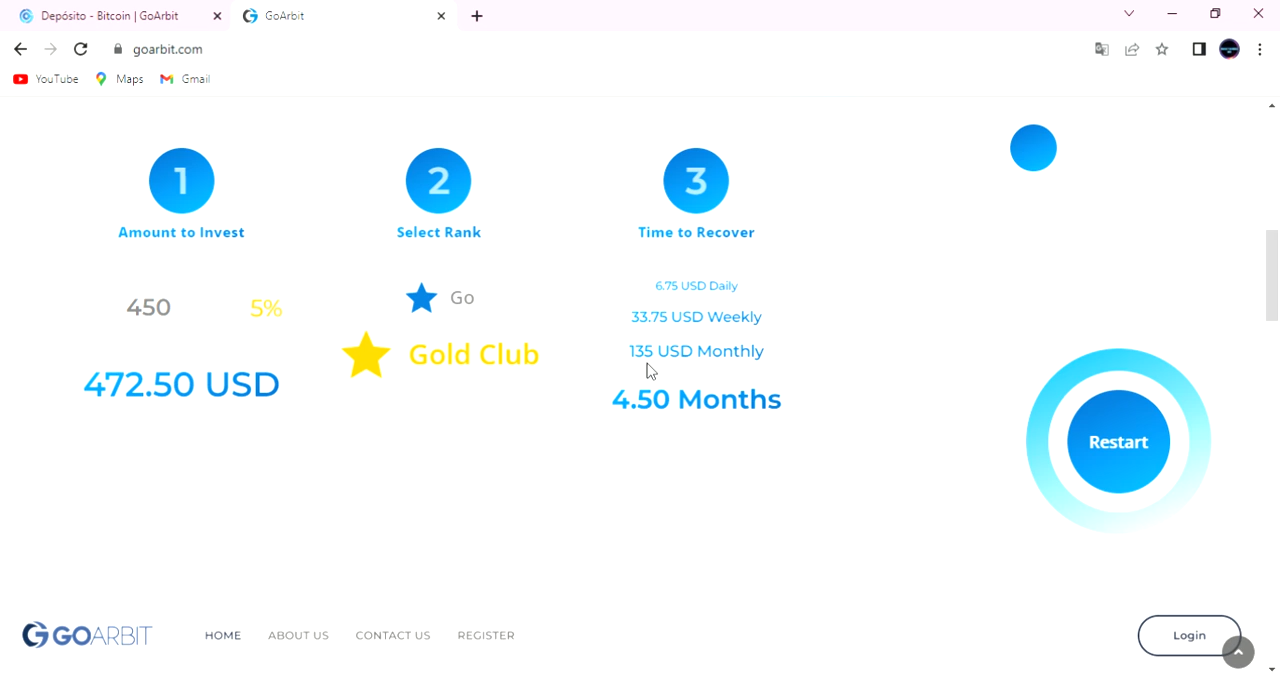 Depósito - Bitcoin | GoArbit
GoArbit
goarbit.com
YouTube
Maps
Gmail
1
Amount to Invest
450
5%
472.50 USD
2
Select Rank
Go
Gold Club
3
Time to Recover
6.75 USD Daily
33.75 USD Weekly
135 USD Monthly
4.50 Months
Restart
GOARBIT
HOME
ABOUT US
CONTACT US
REGISTER
Login